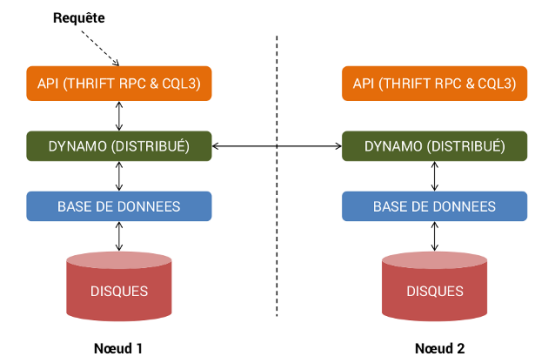 Requête
API (THRIFT RPC & CQL3)
API (THRIFT RPC & CQL3)
DYNAMO (DISTRIBUÉ)
DYNAMO (DISTRIBUÉ)
BASE DE DONNEES
BASE DE DONNEES
DISQUES
DISQUES
Nœud 1
Nœud 2